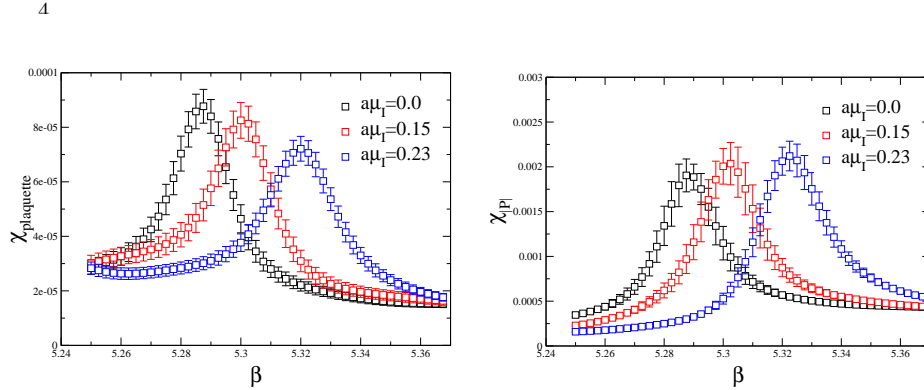 4
0.0001
8e-05
6e-05
4e-05
2e-05
0
5.24 5.26 5.28 5.3 5.32 5.34 5.36
χplaquette
β
aμI=0.0
aμI=0.15
aμI=0.23
0.003
0.0025
0.002
0.0015
0.001
0.0005
0
5.24 5.26 5.28 5.3 5.32 5.34 5.36
χ|P|
β
aμI=0.0
aμI=0.15
aμI=0.23